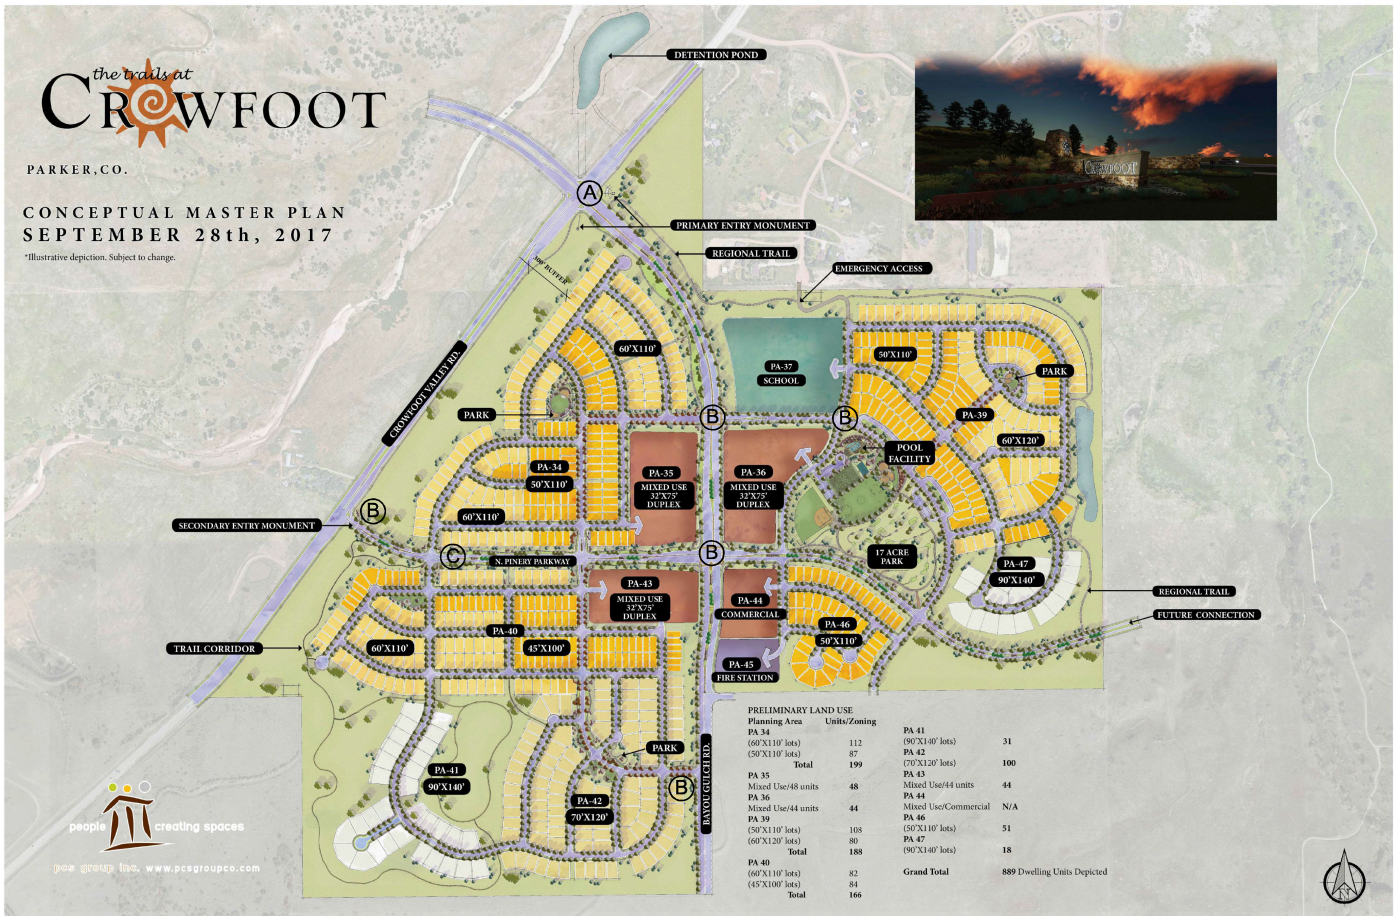 the trails at
CROWFOOT
PARKER, CO.
CONCEPTUAL MASTER PLAN
SEPTEMBER 28th, 2017
*Illustrative depiction. Subject to change.
DETENTION POND
CROWFOOT
A
PRIMARY ENTRY MONUMENT
REGIONAL TRAIL
EMERGENCY ACCESS
300' BUFFER
CROWFOOT VALLEY RD.
60'X110'
PA-37
SCHOOL
50'X110'
PARK
PARK
B
B
PA-39
60'X120'
POOL
FACILITY
PA-34
50'X110'
PA-35
MIXED USE
32'X75'
DUPLEX
PA-36
MIXED USE
32'X75'
DUPLEX
60'X110'
B
SECONDARY ENTRY MONUMENT
C
N. PINERY PARKWAY
B
17 ACRE
PARK
PA-47
90'X140'
REGIONAL TRAIL
FUTURE CONNECTION
PA-43
MIXED USE
32'X75'
DUPLEX
PA-44
COMMERCIAL
PA-46
50'X110'
PA-40
60'X110'
45'X100'
TRAIL CORRIDOR
PA-45
FIRE STATION
PARK
PA-41
90'X140'
B
BAYOU GULCH RD.
PA-42
70'X120'
PRELIMINARY LAND USE
Planning Area Units/Zoning
PA 34
(60'X110' lots) 112
(50'X110' lots) 87
Total 199
PA 35
Mixed Use/48 units 48
PA 36
Mixed Use/44 units 44
PA 39
(50'X110' lots) 108
(60'X120' lots) 80
Total 188
PA 40
(60'X110' lots) 82
(45'X100' lots) 84
Total 166
PA 41
(90'X140' lots) 31
PA 42
(70'X120' lots) 100
PA 43
Mixed Use/44 units 44
PA 44
Mixed Use/Commercial N/A
PA 46
(50'X110' lots) 51
PA 47
(90'X140' lots) 18
Grand Total 889 Dwelling Units Depicted
people creating spaces
pcs group inc. www.pcsgroupco.com
N